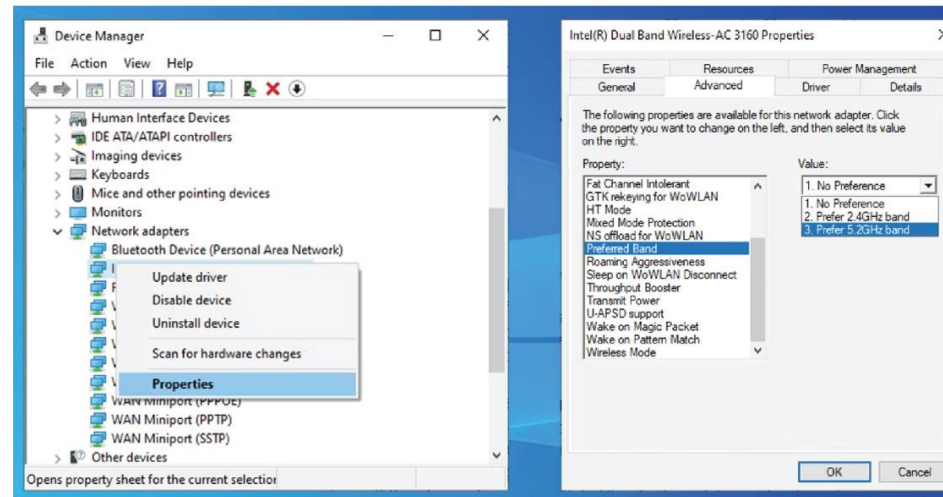 Device Manager
File Action View Help
Human Interface Devices
IDE ATA/ATAPI controllers
Imaging devices
Keyboards
Mice and other pointing devices
Monitors
Network adapters
Bluetooth Device (Personal Area Network)
Update driver
Disable device
Uninstall device
Scan for hardware changes
Properties
WAN Miniport (PPPOE)
WAN Miniport (PPTP)
WAN Miniport (SSTP)
Other devices
Opens property sheet for the current selection
Intel(R) Dual Band Wireless-AC 3160 Properties
Events Resources Power Management
General Advanced Driver Details
The following properties are available for this network adapter. Click
the property you want to change on the left, and then select its value
on the right.
Property:
Fat Channel Intolerant
GTK rekeying for WoWLAN
HT Mode
Mixed Mode Protection
NS offload for WoWLAN
Preferred Band
Roaming Aggressiveness
Sleep on WoWLAN Disconnect
Throughput Booster
Transmit Power
U-APSD support
Wake on Magic Packet
Wake on Pattern Match
Wireless Mode
Value:
1. No Preference
1. No Preference
2. Prefer 2.4GHz band
3. Prefer 5.2GHz band
OK Cancel